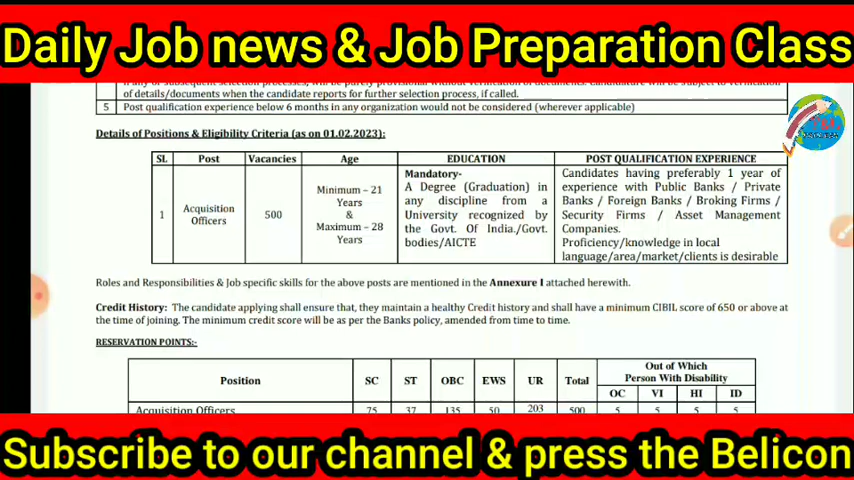 Daily Job news & Job Preparation Class
of details/documents when the candidate reports for further selection process, if called.
5 Post qualification experience below 6 months in any organization would not be considered (wherever applicable)
Details of Positions & Eligibility Criteria (as on 01.02.2023):
SL Post Vacancies Age EDUCATION POST QUALIFICATION EXPERIENCE
1
Acquisition
Officers
500
Minimum – 21
Years
&
Maximum – 28
Years
Mandatory-
A Degree (Graduation) in
any discipline from a
University recognized by
the Govt. Of India./Govt.
bodies/AICTE
Candidates having preferably 1 year of
experience with Public Banks / Private
Banks / Foreign Banks / Broking Firms /
Security Firms / Asset Management
Companies.
Proficiency/knowledge in local
language/area/market/clients is desirable
Roles and Responsibilities & Job specific skills for the above posts are mentioned in the Annexure I attached herewith.
Credit History: The candidate applying shall ensure that, they maintain a healthy Credit history and shall have a minimum CIBIL score of 650 or above at
the time of joining. The minimum credit score will be as per the Banks policy, amended from time to time.
RESERVATION POINTS:-
Position SC ST OBC EWS UR Total
Out of Which
Person With Disability
OC VI HI ID
Acquisition Officers 75 37 135 50 203 500 5 5 5 5
Subscribe to our channel & press the Belicon